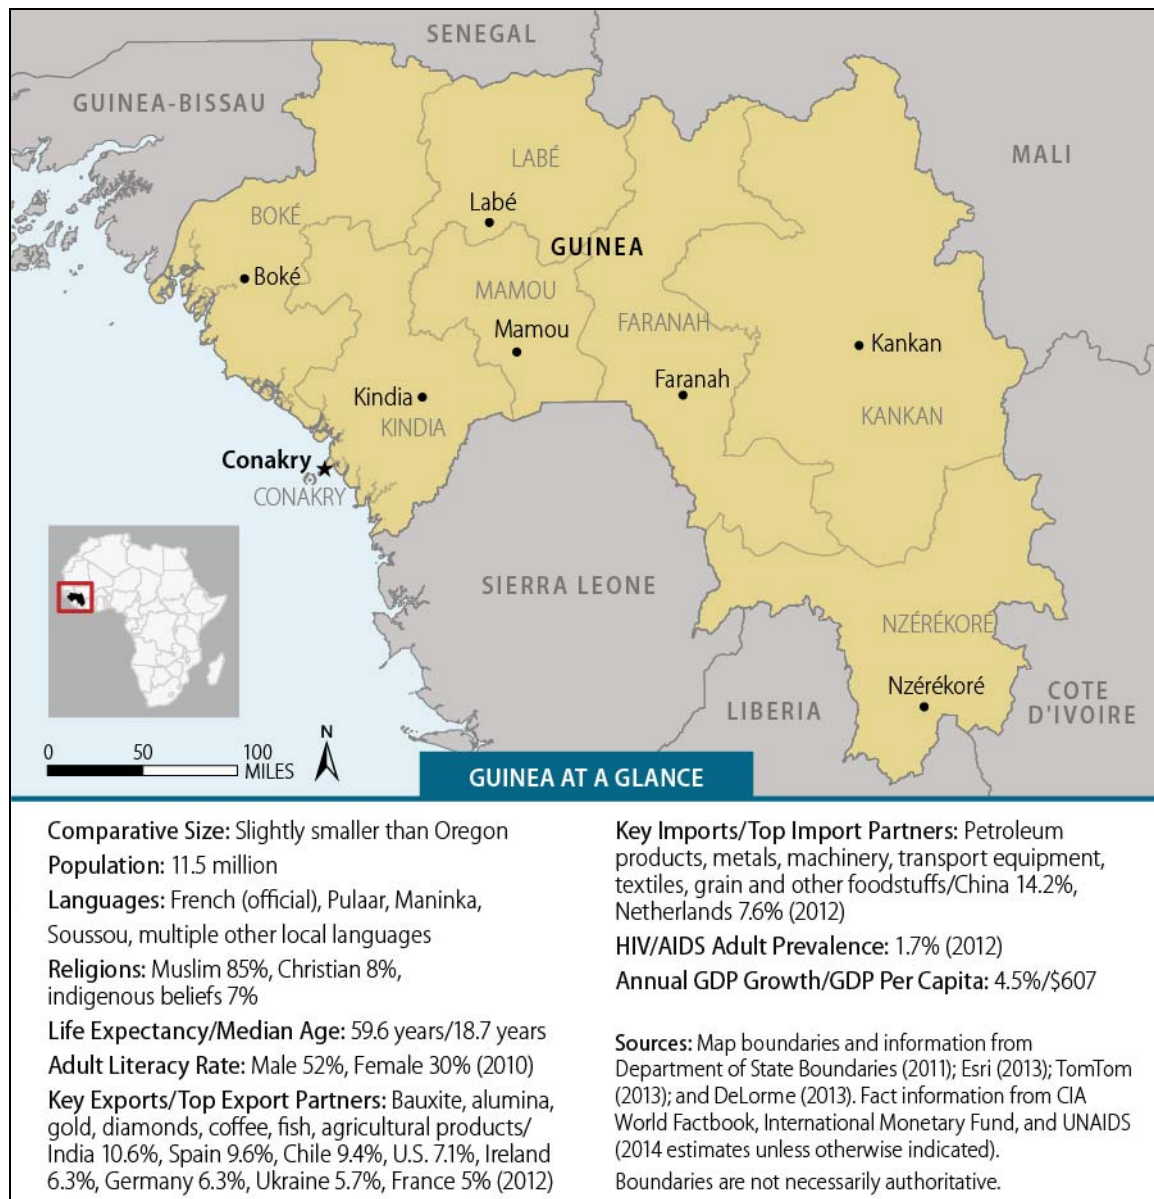 SENEGAL
GUINEA-BISSAU
MALI
LABÉ
Labé
BOKÉ
GUINEA
Boké
MAMOU
FARANAH
Mamou
Kankan
Faranah
Kindia
KINDIA
KANKAN
Conakry
CONAKRY
SIERRA LEONE
NZÉRÉKORÉ
Nzérékoré
LIBERIA
COTE
D'IVOIRE
N
0 50 100
MILES
GUINEA AT A GLANCE
Comparative Size: Slightly smaller than Oregon
Population: 11.5 million
Languages: French (official), Pulaar, Maninka,
Soussou, multiple other local languages
Religions: Muslim 85%, Christian 8%,
indigenous beliefs 7%
Life Expectancy/Median Age: 59.6 years/18.7 years
Adult Literacy Rate: Male 52%, Female 30% (2010)
Key Exports/Top Export Partners: Bauxite, alumina,
gold, diamonds, coffee, fish, agricultural products/
India 10.6%, Spain 9.6%, Chile 9.4%, U.S. 7.1%, Ireland
6.3%, Germany 6.3%, Ukraine 5.7%, France 5% (2012)
Key Imports/Top Import Partners: Petroleum
products, metals, machinery, transport equipment,
textiles, grain and other foodstuffs/China 14.2%,
Netherlands 7.6% (2012)
HIV/AIDS Adult Prevalence: 1.7% (2012)
Annual GDP Growth/GDP Per Capita: 4.5%/$607
Sources: Map boundaries and information from
Department of State Boundaries (2011); Esri (2013); TomTom
(2013); and DeLorme (2013). Fact information from CIA
World Factbook, International Monetary Fund, and UNAIDS
(2014 estimates unless otherwise indicated).
Boundaries are not necessarily authoritative.